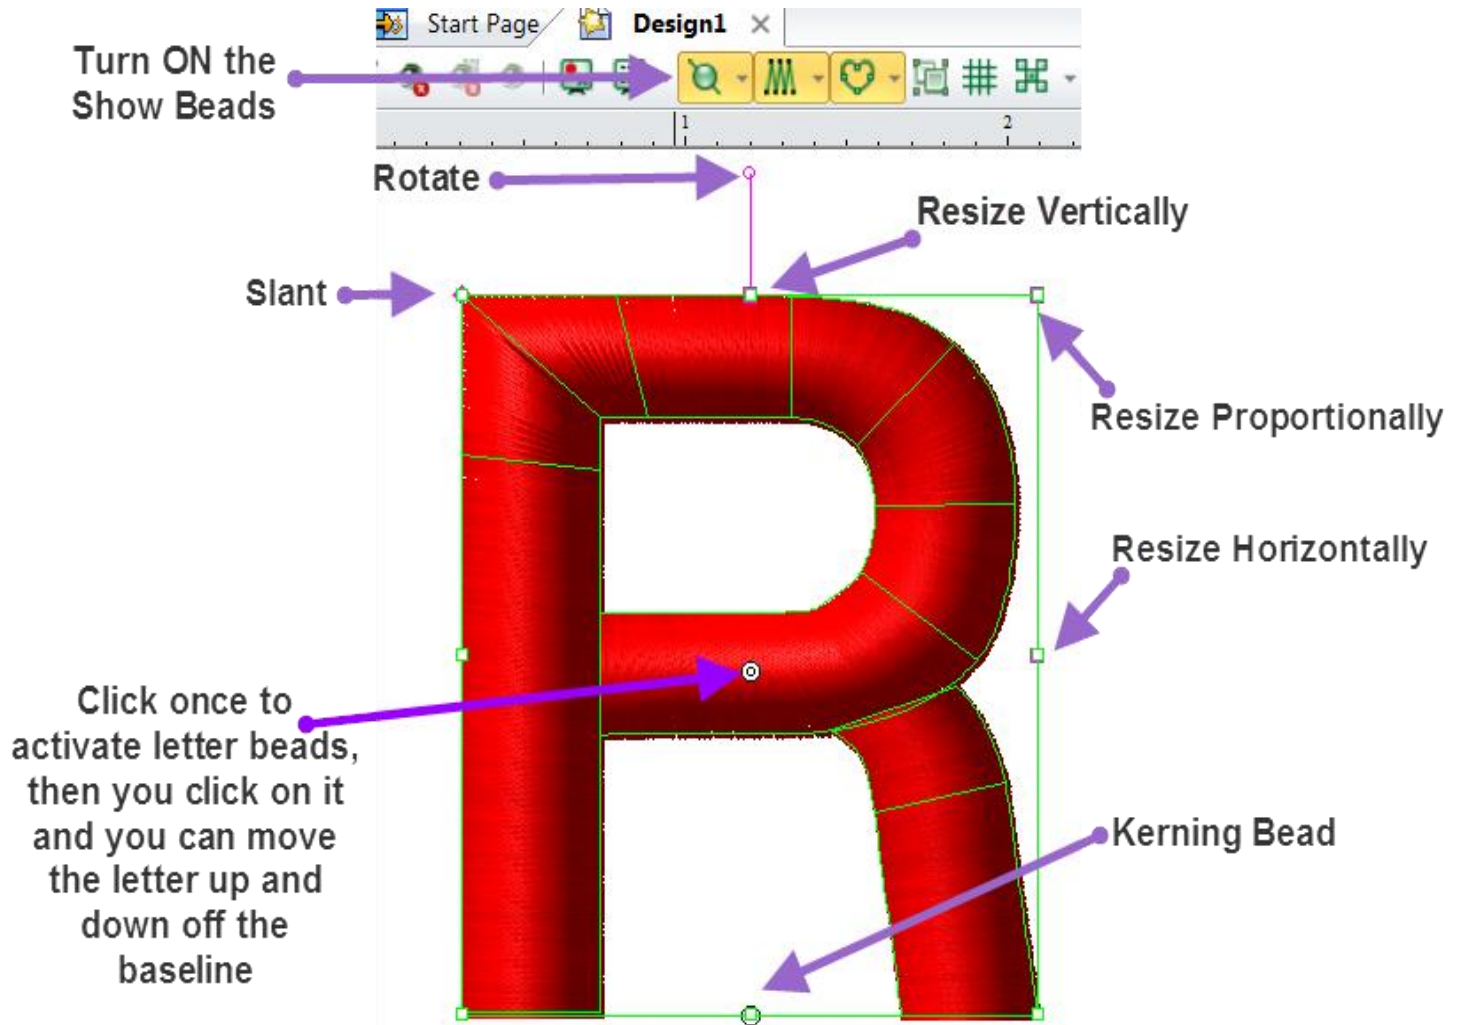 Start Page
Design1
Turn ON the
Show Beads
1
2
Rotate
Resize Vertically
Slant
Resize Proportionally
Resize Horizontally
Click once to
activate letter beads,
then you click on it
and you can move
the letter up and
down off the
baseline
Kerning Bead
R